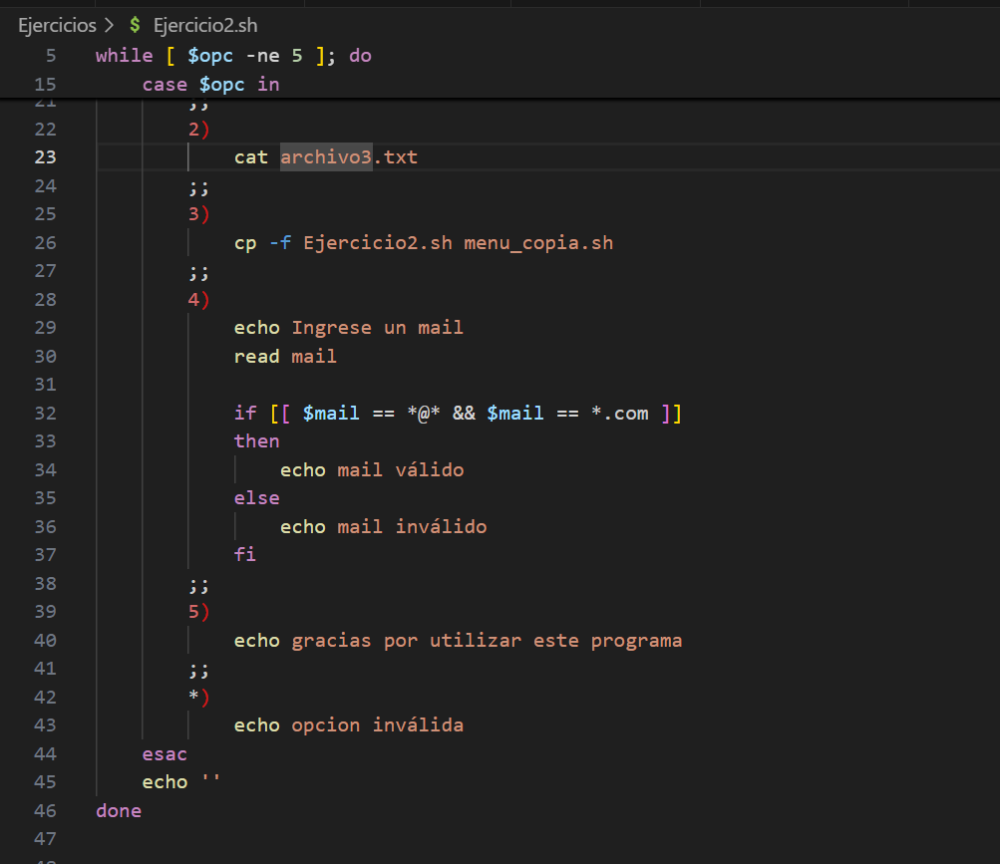 Ejercicios > $ Ejercicio2.sh
5 while [ $opc -ne 5 ]; do
15 case $opc in
21 ;;
22 2)
23 cat archivo3.txt
24 ;;
25 3)
26 cp -f Ejercicio2.sh menu_copia.sh
27 ;;
28 4)
29 echo Ingrese un mail
30 read mail
31
32 if [[ $mail == *@* && $mail == *.com ]]
33 then
34 echo mail válido
35 else
36 echo mail inválido
37 fi
38 ;;
39 5)
40 echo gracias por utilizar este programa
41 ;;
42 *)
43 echo opcion inválida
44 esac
45 echo ''
46 done
47